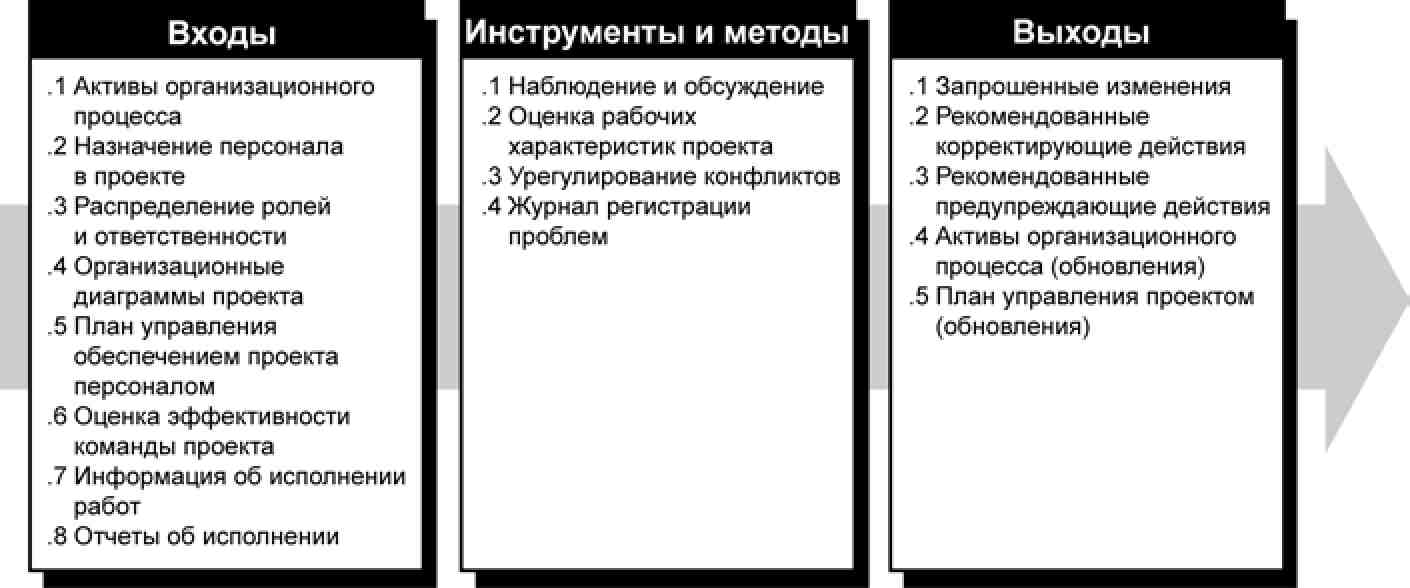 Входы
.1 Активы организационного
процесса
.2 Назначение персонала
в проекте
.3 Распределение ролей
и ответственности
.4 Организационные
диаграммы проекта
.5 План управления
обеспечением проекта
персоналом
.6 Оценка эффективности
команды проекта
.7 Информация об исполнении
работ
.8 Отчеты об исполнении
Инструменты и методы
.1 Наблюдение и обсуждение
.2 Оценка рабочих
характеристик проекта
.3 Урегулирование конфликтов
.4 Журнал регистрации
проблем
Выходы
.1 Запрошенные изменения
.2 Рекомендованные
корректирующие действия
.3 Рекомендованные
предупреждающие действия
.4 Активы организационного
процесса (обновления)
.5 План управления проектом
(обновления)